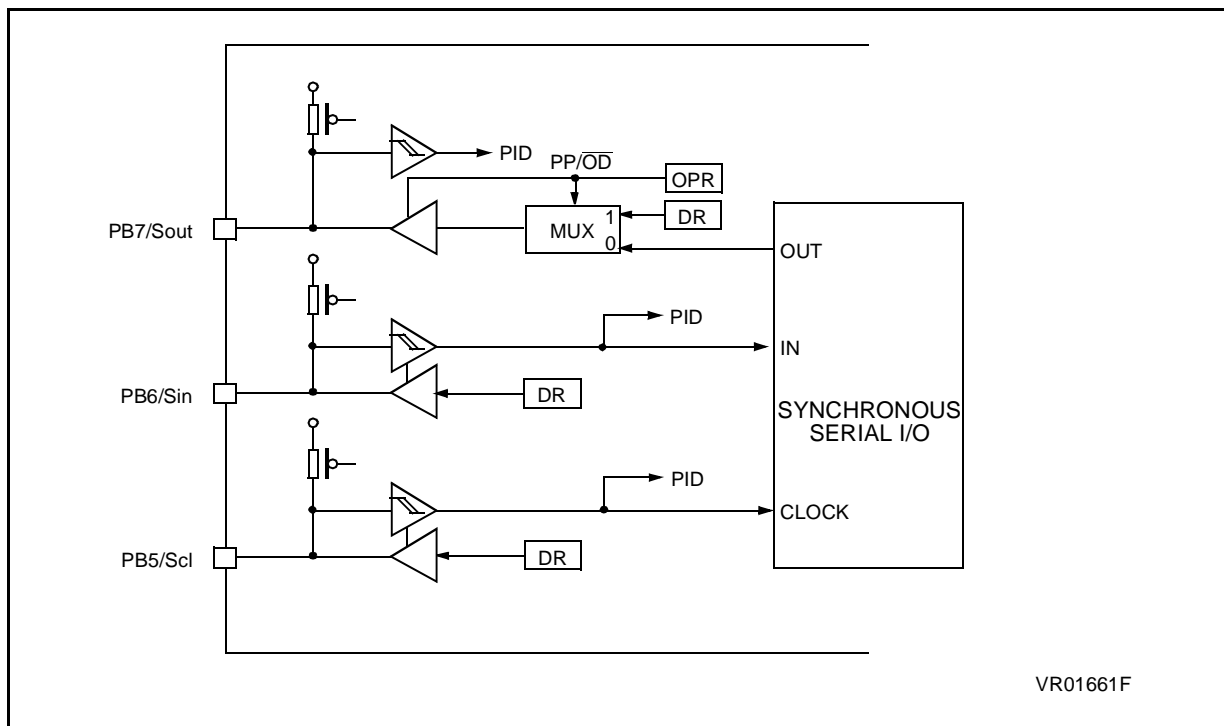 PID
PP/O̅D̅
OPR
DR
PB7/Sout
MUX
1
0
OUT
PID
IN
PB6/Sin
DR
SYNCHRONOUS
SERIAL I/O
PID
CLOCK
PB5/Scl
DR
VR01661F